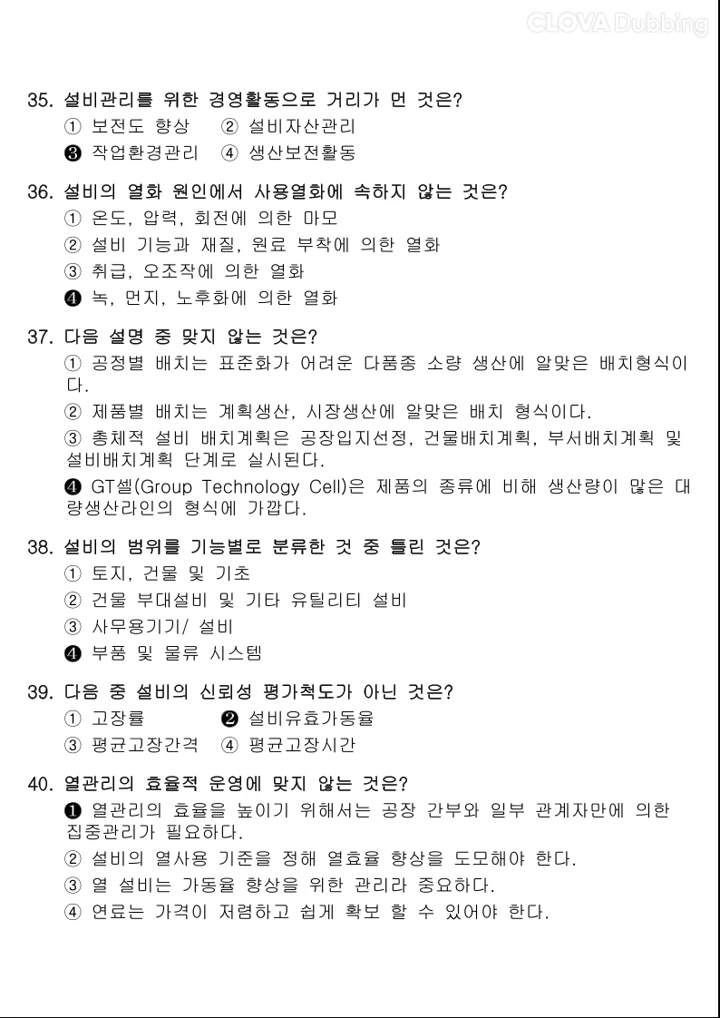 CLOVA Dubbing
35. 설비관리를 위한 경영활동으로 거리가 먼 것은?
① 보전도 향상 ② 설비자산관리
❸ 작업환경관리 ④ 생산보전활동
36. 설비의 열화 원인에서 사용열화에 속하지 않는 것은?
① 온도, 압력, 회전에 의한 마모
② 설비 기능과 재질, 원료 부착에 의한 열화
③ 취급, 오조작에 의한 열화
❹ 녹, 먼지, 노후화에 의한 열화
37. 다음 설명 중 맞지 않는 것은?
① 공정별 배치는 표준화가 어려운 다품종 소량 생산에 알맞은 배치형식이
다.
② 제품별 배치는 계획생산, 시장생산에 알맞은 배치 형식이다.
③ 총체적 설비 배치계획은 공장입지선정, 건물배치계획, 부서배치계획 및
설비배치계획 단계로 실시된다.
❹ GT셀(Group Technology Cell)은 제품의 종류에 비해 생산량이 많은 대
량생산라인의 형식에 가깝다.
38. 설비의 범위를 기능별로 분류한 것 중 틀린 것은?
① 토지, 건물 및 기초
② 건물 부대설비 및 기타 유틸리티 설비
③ 사무용기기/ 설비
❹ 부품 및 물류 시스템
39. 다음 중 설비의 신뢰성 평가척도가 아닌 것은?
① 고장률 ❷ 설비유효가동율
③ 평균고장간격 ④ 평균고장시간
40. 열관리의 효율적 운영에 맞지 않는 것은?
❶ 열관리의 효율을 높이기 위해서는 공장 간부와 일부 관계자만에 의한
집중관리가 필요하다.
② 설비의 열사용 기준을 정해 열효율 향상을 도모해야 한다.
③ 열 설비는 가동율 향상을 위한 관리라 중요하다.
④ 연료는 가격이 저렴하고 쉽게 확보 할 수 있어야 한다.